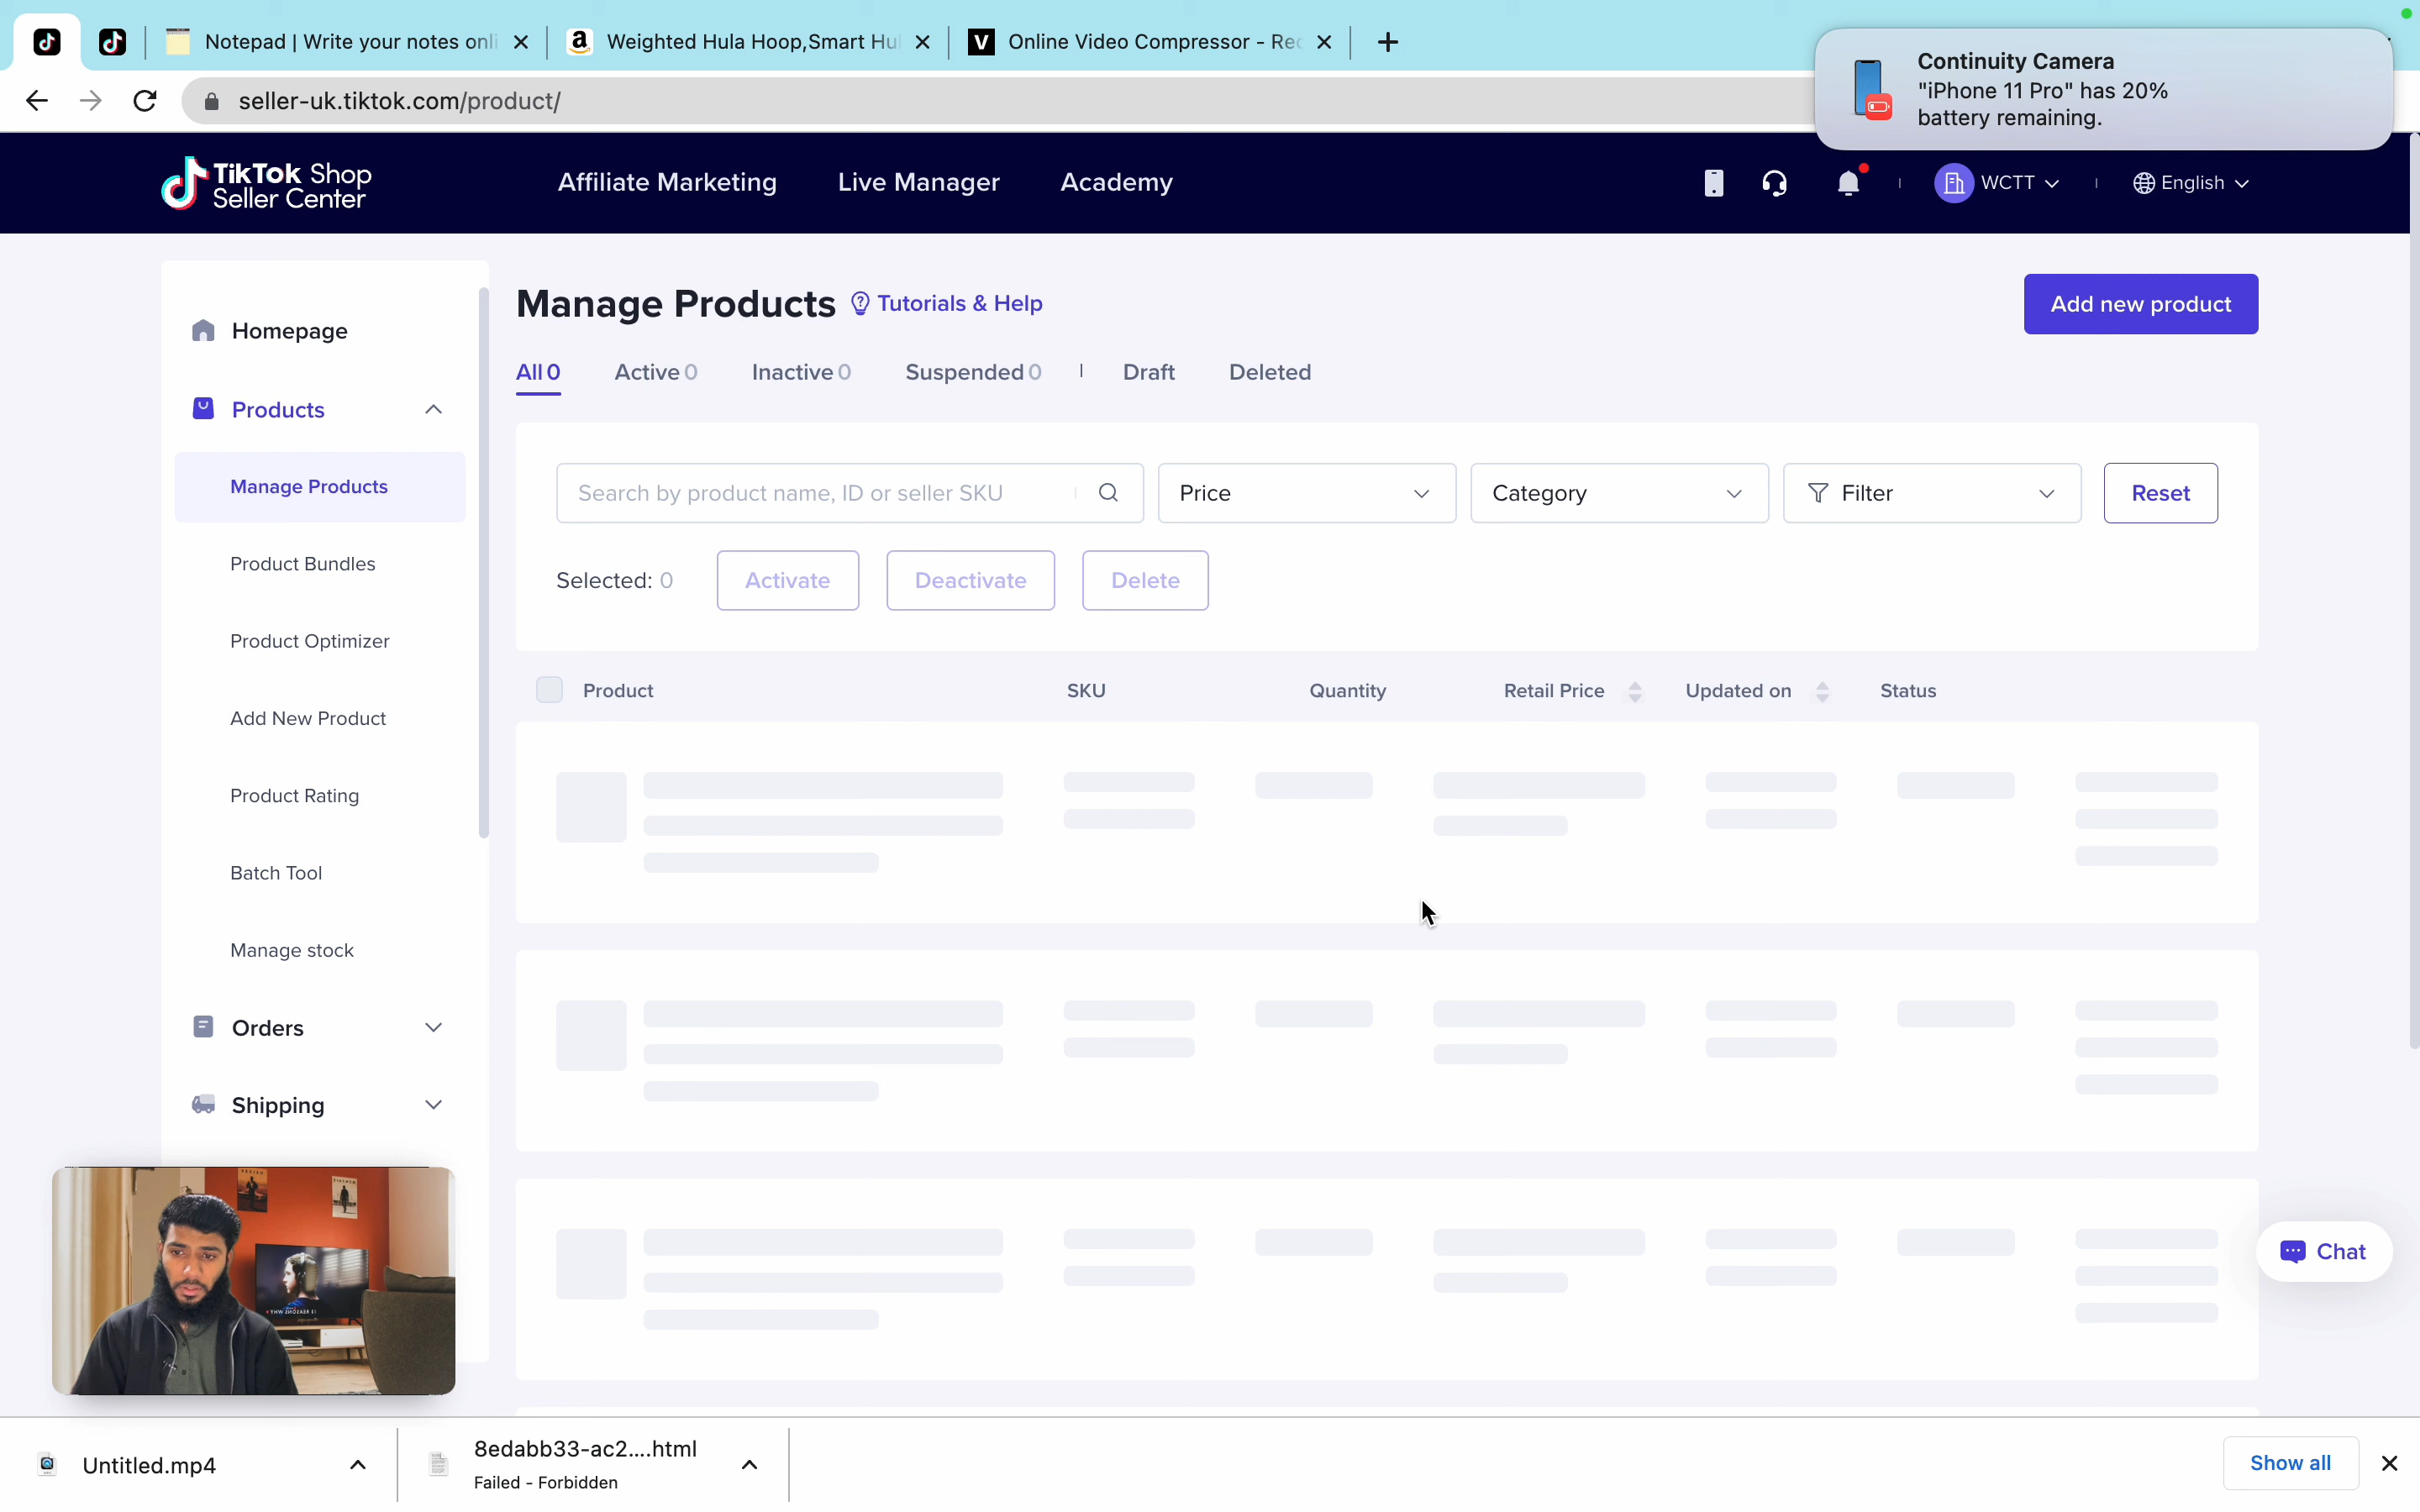 Notepad | Write your notes onli
Weighted Hula Hoop,Smart Hu
Online Video Compressor - Re
seller-uk.tiktok.com/product/
Continuity Camera
"iPhone 11 Pro" has 20%
battery remaining.
TikTok Shop
Seller Center
Affiliate Marketing
Live Manager
Academy
WCTT
English
Homepage
Products
Manage Products
Product Bundles
Product Optimizer
Add New Product
Product Rating
Batch Tool
Manage stock
Orders
Shipping
Manage Products
Tutorials & Help
Add new product
All 0
Active 0
Inactive 0
Suspended 0
Draft
Deleted
Search by product name, ID or seller SKU
Price
Category
Filter
Reset
Selected: 0
Activate
Deactivate
Delete
Product
SKU
Quantity
Retail Price
Updated on
Status
Chat
Untitled.mp4
8edabb33-ac2....html
Failed - Forbidden
Show all